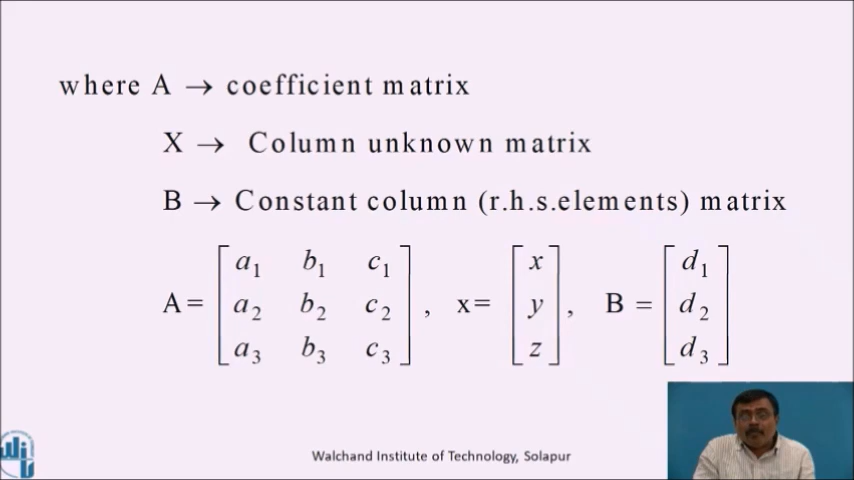 where A → coefficient matrix
X → Column unknown matrix
B → Constant column (r.h.s.elements) matrix
A = [a₁ b₁ c₁; a₂ b₂ c₂; a₃ b₃ c₃], x = [x; y; z], B = [d₁; d₂; d₃]
Walchand Institute of Technology, Solapur